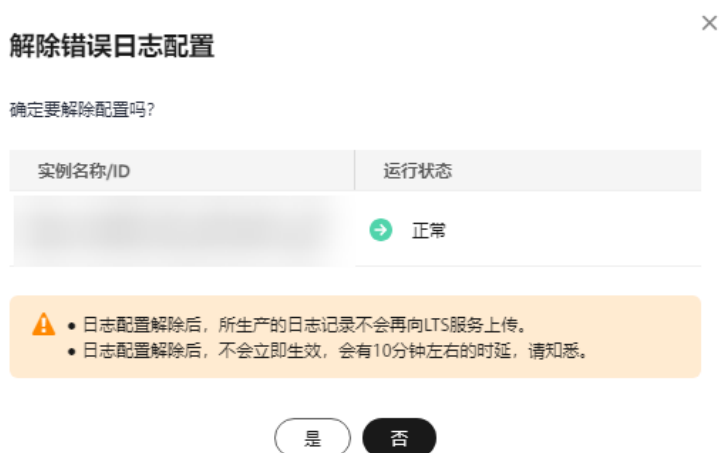 解除错误日志配置
确定要解除配置吗?
实例名称/ID
运行状态
正常
● 日志配置解除后，所生产的日志记录不会再向LTS服务上传。
● 日志配置解除后，不会立即生效，会有10分钟左右的时延，请知悉。
是
否